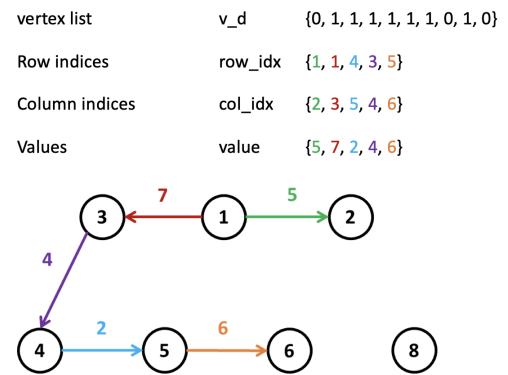 vertex list v_d {0, 1, 1, 1, 1, 1, 1, 0, 1, 0}
Row indices row_idx {1, 1, 4, 3, 5}
Column indices col_idx {2, 3, 5, 4, 6}
Values value {5, 7, 2, 4, 6}
7 5
3 1 2
4
2 6
4 5 6 8